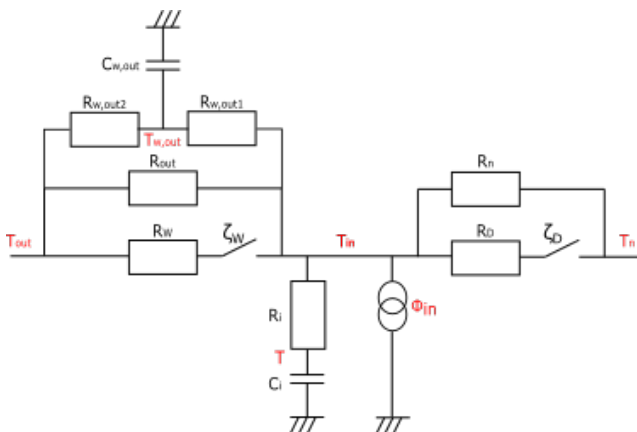 Cw,out
Rw,out2
Rw,out1
Tw,out
Rout
Rn
Tout
RW
ζW
Tin
RD
ζD
Tn
Ri
Φin
T
Ci